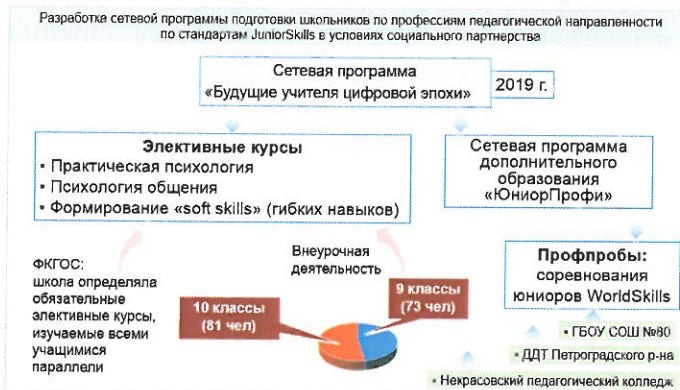 Разработка сетевой программы подготовки школьников по профессиям педагогической направленности
по стандартам JuniorSkills в условиях социального партнерства
Сетевая программа
«Будущие учителя цифровой эпохи»
2019 г.
Элективные курсы
• Практическая психология
• Психология общения
• Формирование «soft skills» (гибких навыков)
Сетевая программа
дополнительного
образования
«ЮниорПрофи»
ФКГОС:
школа определяла
обязательные
элективные курсы,
изучаемые всеми
учащимися
параллели
Внеурочная
деятельность
10 классы
(81 чел)
9 классы
(73 чел)
Профпробы:
соревнования
юниоров WorldSkills
• ГБОУ СОШ №80
• ДДТ Петроградского р-на
• Некрасовский педагогический колледж